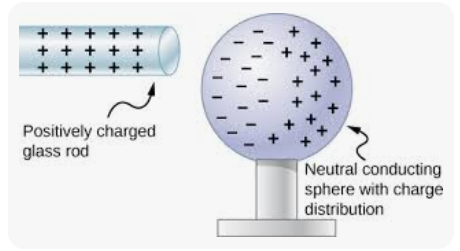 Positively charged
glass rod
Neutral conducting
sphere with charge
distribution